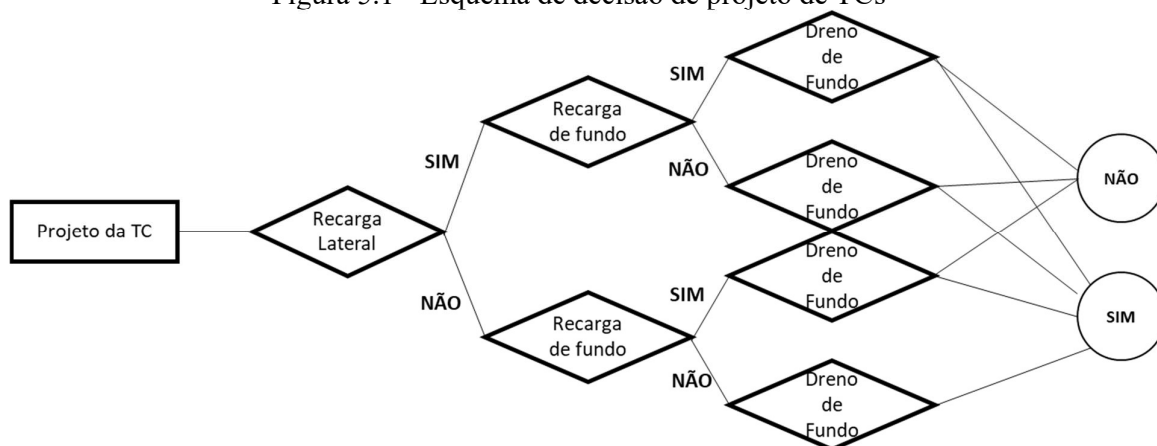 Figura 5.1 - Esquema de decisão de projeto de TCs
Dreno
de
Fundo
SIM
Recarga
de fundo
SIM
NÃO
Dreno
de
Fundo
NÃO
Projeto da TC
Recarga
Lateral
Dreno
de
Fundo
NÃO
SIM
Recarga
de fundo
SIM
NÃO
Dreno
de
Fundo